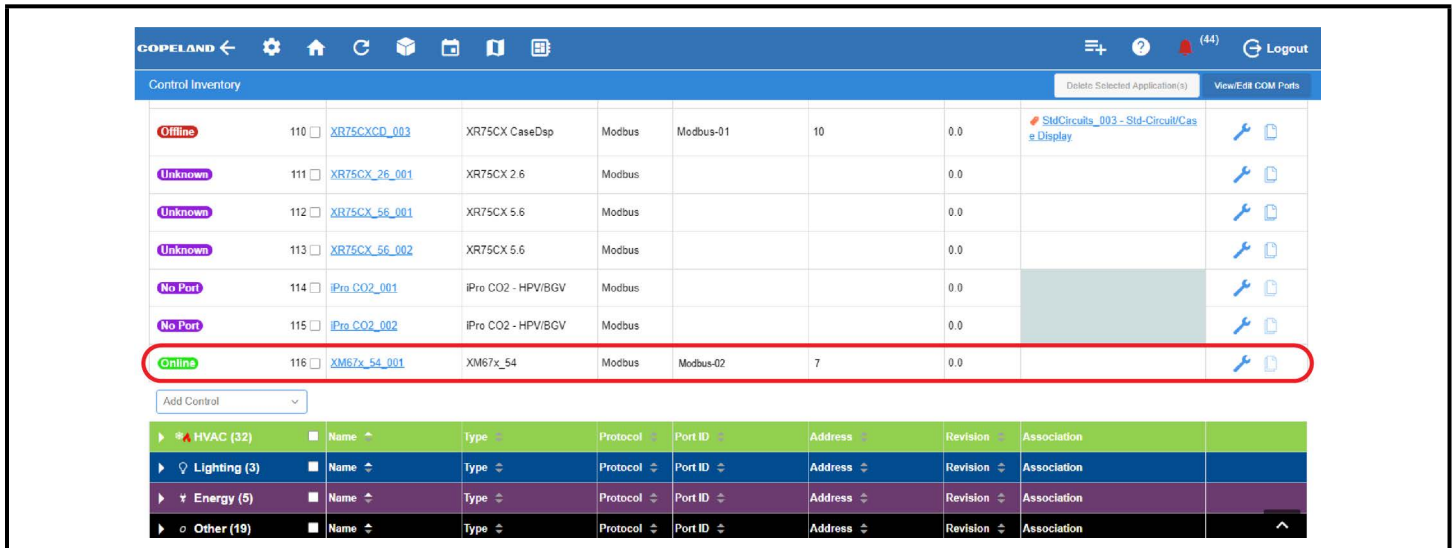 COPELAND (44) Logout
Control Inventory Delete Selected Application(s) View/Edit COM Ports
Offline 110 XR75CXCD_003 XR75CX CaseDsp Modbus Modbus-01 10 0.0 StdCircuits_003 - Std-Circuit/Cas
e Display
Unknown 111 XR75CX_26_001 XR75CX 2.6 Modbus 0.0
Unknown 112 XR75CX_56_001 XR75CX 5.6 Modbus 0.0
Unknown 113 XR75CX_56_002 XR75CX 5.6 Modbus 0.0
No Port 114 iPro CO2_001 iPro CO2 - HPV/BGV Modbus 0.0
No Port 115 iPro CO2_002 iPro CO2 - HPV/BGV Modbus 0.0
Online 116 XM67x_54_001 XM67x_54 Modbus Modbus-02 7 0.0
Add Control
HVAC (32) Name Type Protocol Port ID Address Revision Association
Lighting (3) Name Type Protocol Port ID Address Revision Association
Energy (5) Name Type Protocol Port ID Address Revision Association
Other (19) Name Type Protocol Port ID Address Revision Association